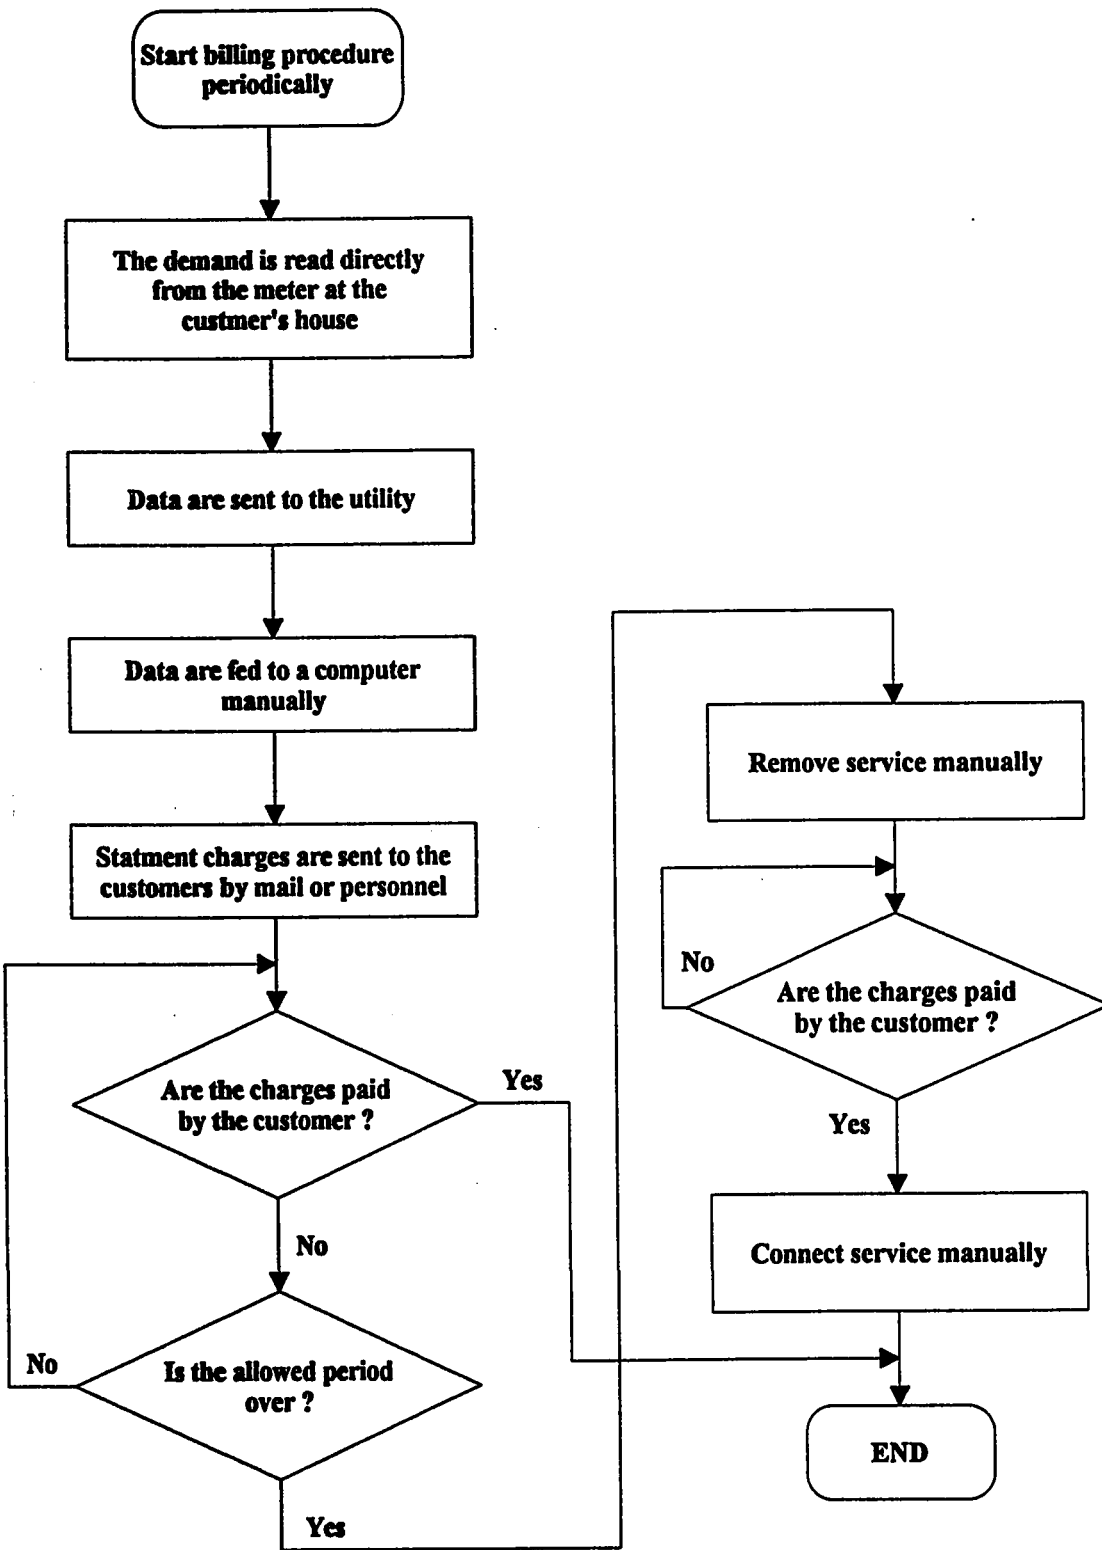 Start billing procedure
periodically
The demand is read directly
from the meter at the
custmer's house
Data are sent to the utility
Data are fed to a computer
manually
Statment charges are sent to the
customers by mail or personnel
Are the charges paid
by the customer ?
Yes
No
Is the allowed period
over ?
No
Yes
Remove service manually
Are the charges paid
by the customer ?
No
Yes
Connect service manually
END